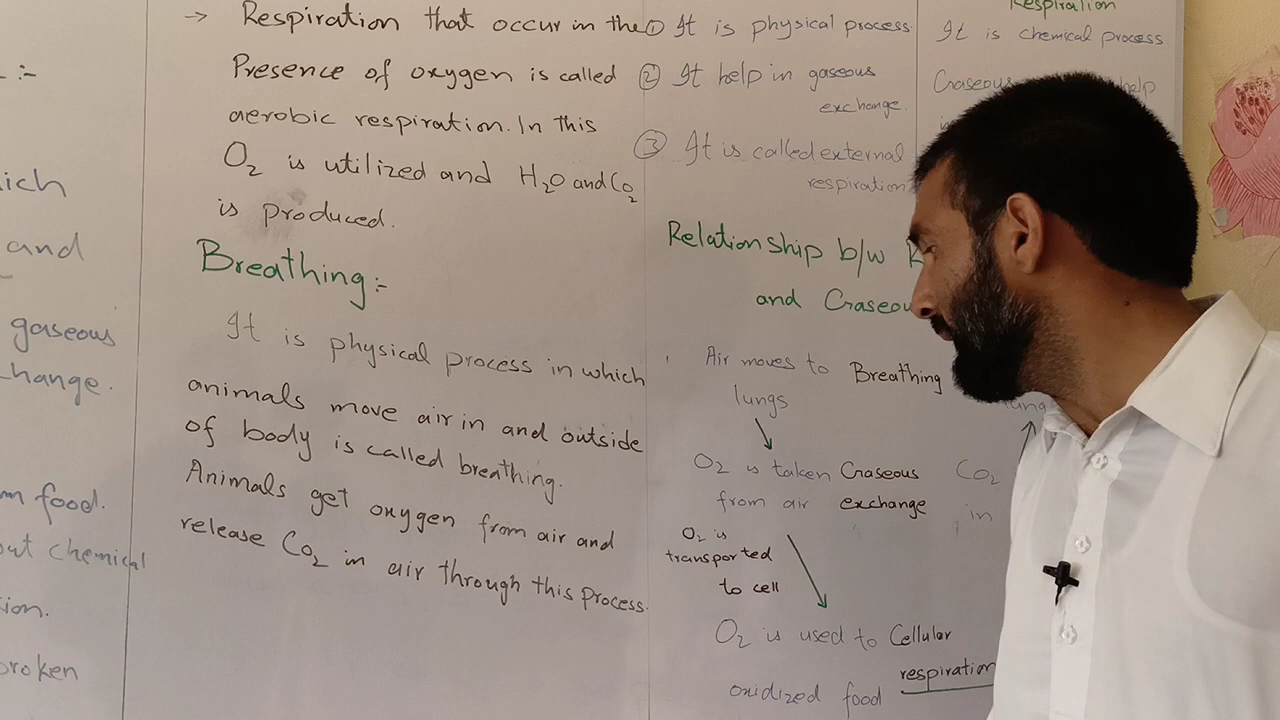 :-
ich
and
gaseous
change.
m food.
out chemical
ion.
broken
→ Respiration that occur in the
Presence of oxygen is called
aerobic respiration. In this
O2 is utilized and H2O and CO2
is produced.
Breathing:-
It is physical process in which
animals move air in and outside
of body is called breathing.
Animals get oxygen from air and
release CO2 in air through this process.
① It is physical process.
② It help in gaseous
exchange.
③ It is called external
respiration
Respiration
It is chemical process.
Gaseous help
Relationship b/w R
and Gaseou
Air moves to Breathing
lungs
lung
O2 is taken Gaseous CO2
from air exchange in
O2 is
transported
to cell
O2 is used to Cellular
oxidized food respiration